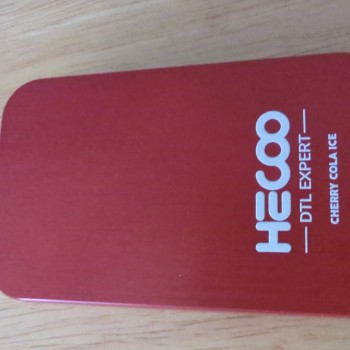 HECOO
DTL EXPERT
CHERRY COLA ICE